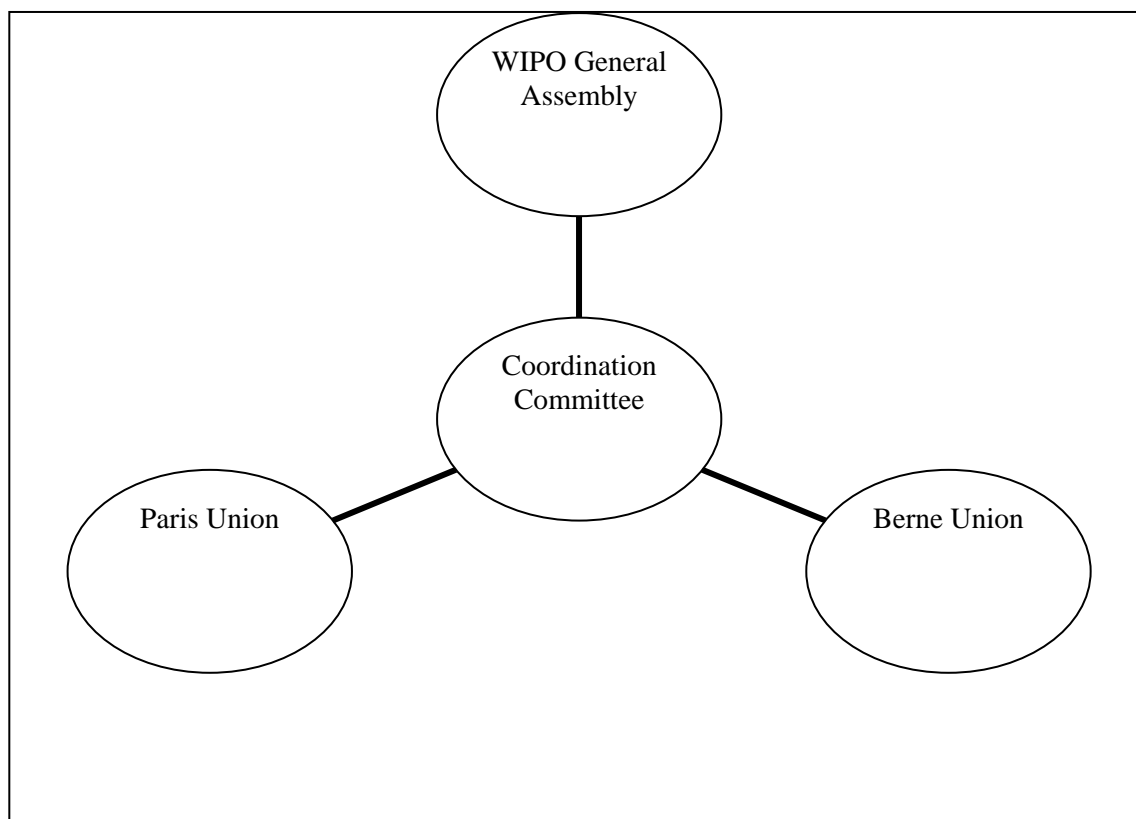 WIPO General
Assembly
Coordination
Committee
Paris Union
Berne Union